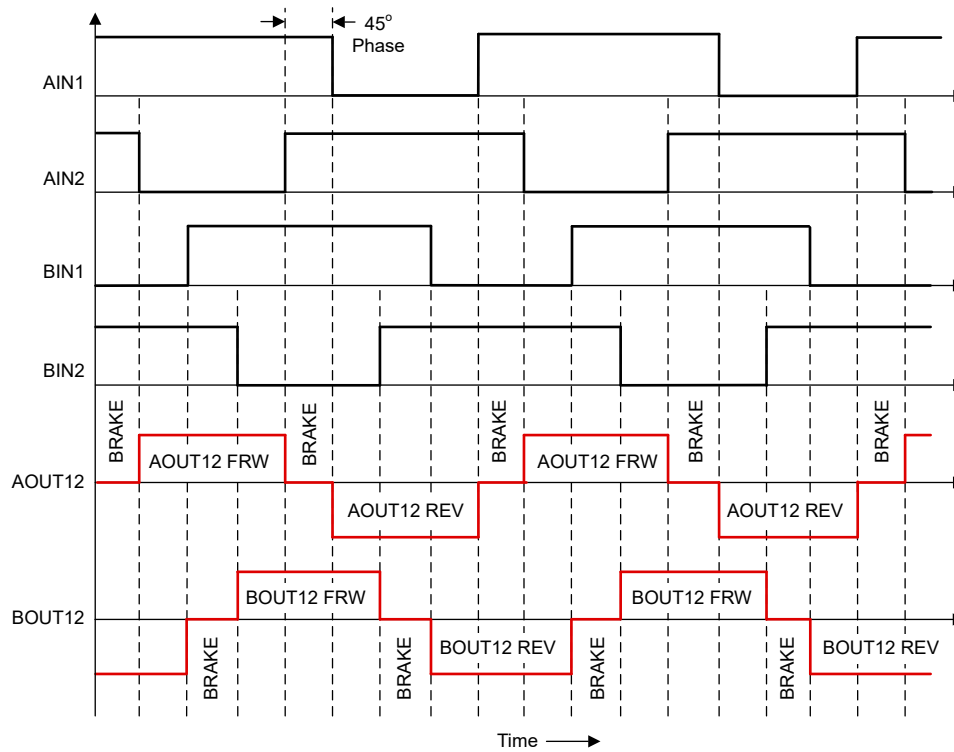 45o
Phase
AIN1
AIN2
BIN1
BIN2
BRAKE
BRAKE
BRAKE
BRAKE
BRAKE
AOUT12 FRW
AOUT12 FRW
AOUT12
AOUT12 REV
AOUT12 REV
BOUT12 FRW
BOUT12 FRW
BOUT12
BRAKE
BRAKE
BRAKE
BRAKE
BOUT12 REV
BOUT12 REV
Time